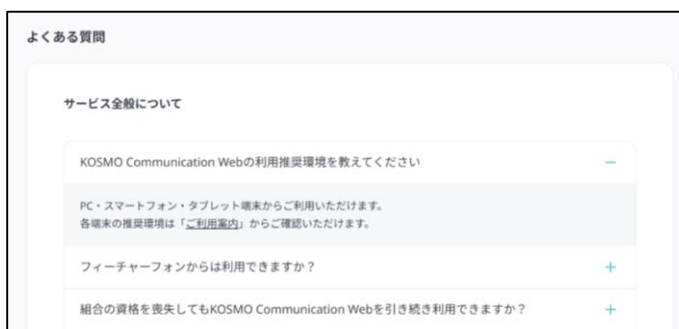 よくある質問
サービス全般について
KOSMO Communication Webの利用推奨環境を教えてください
PC・スマートフォン・タブレット端末からご利用いただけます。
各端末の推奨環境は「ご利用案内」からご確認いただけます。
フィーチャーフォンからは利用できますか？
組合の資格を喪失してもKOSMO Communication Webを引き続き利用できますか？